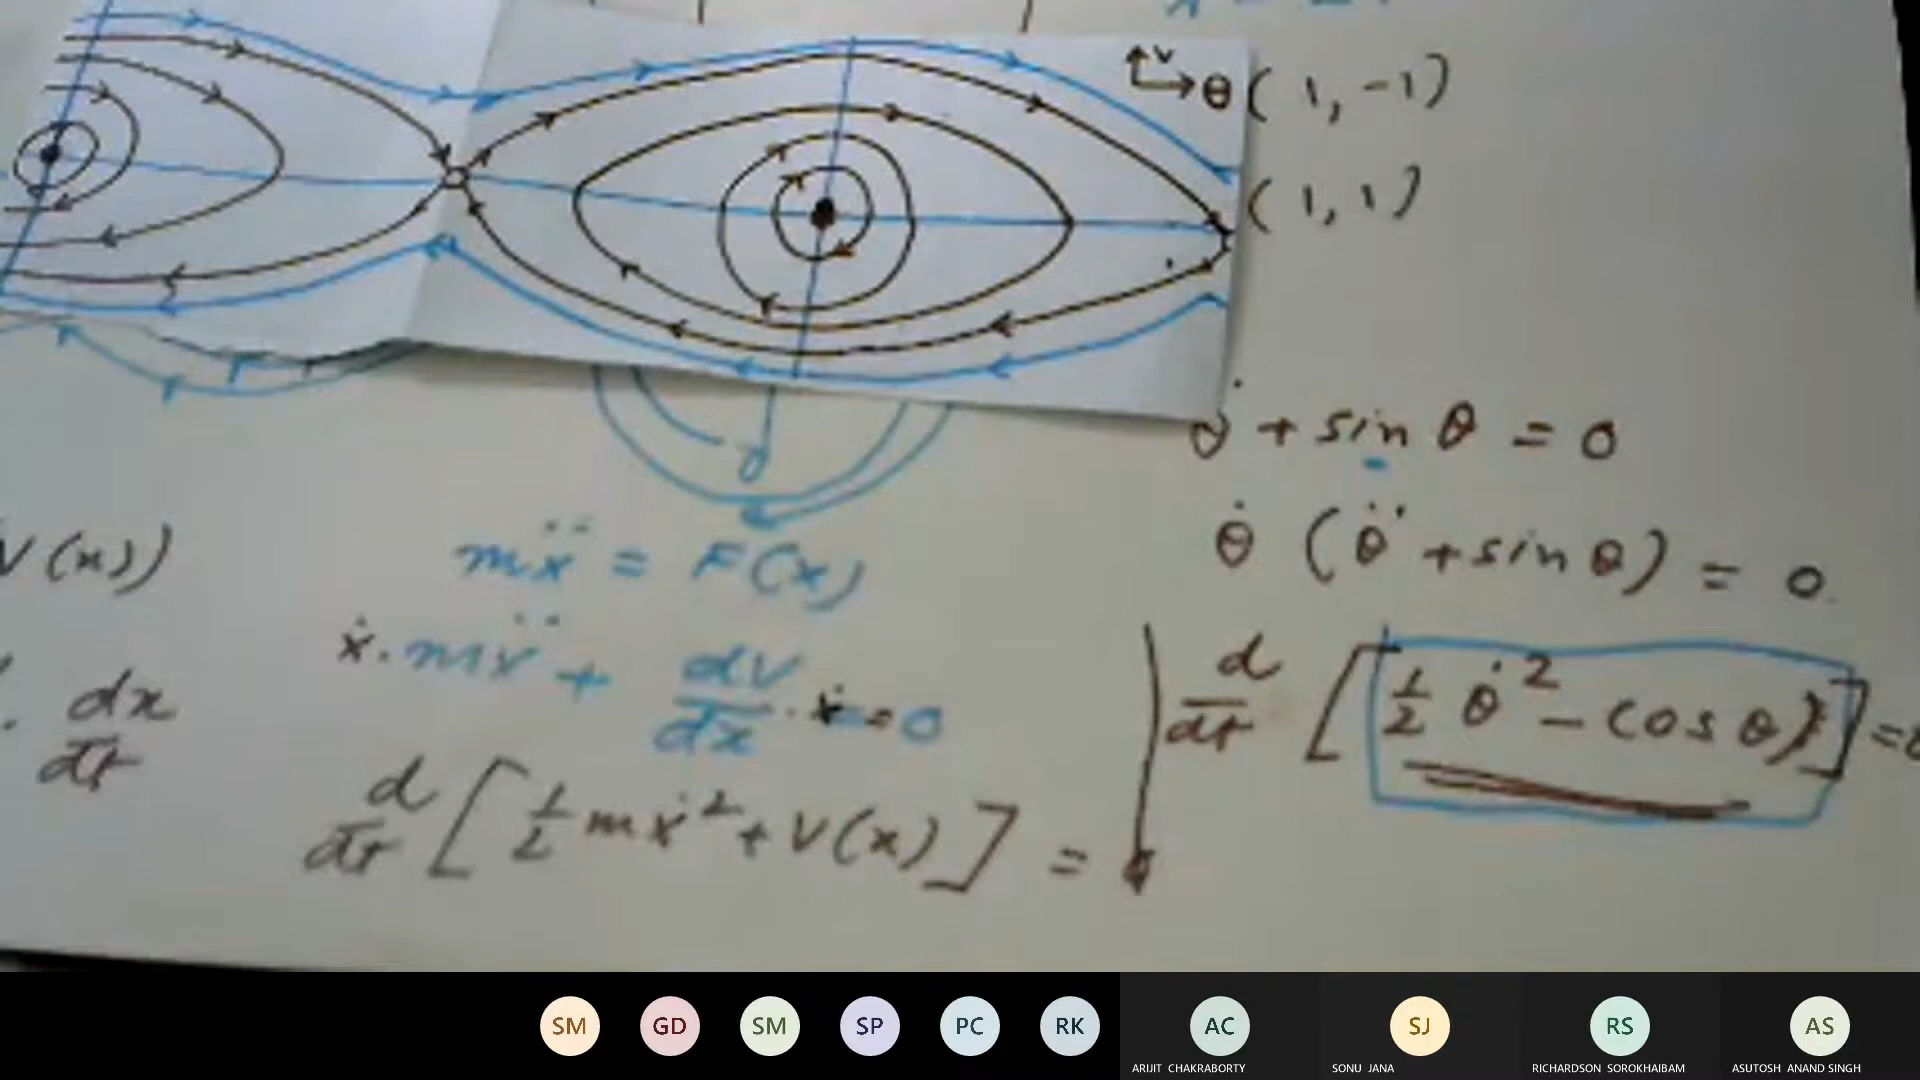 v
θ
(1, -1)
(1, 1)
+ sin θ = 0
θ̇ (θ̈ + sin θ) = 0
V(x))
mẍ = F(x)
ẋ. mẍ + dV/dx . ẋ = 0
. dx/dt
d/dt [1/2 θ̇² - cos θ] =
d/dt [1/2 mẋ² + V(x)] =
SM GD SM SP PC RK AC SJ RS AS
ARIJIT CHAKRABORTY SONU JANA RICHARDSON SOROKHAIBAM ASUTOSH ANAND SINGH